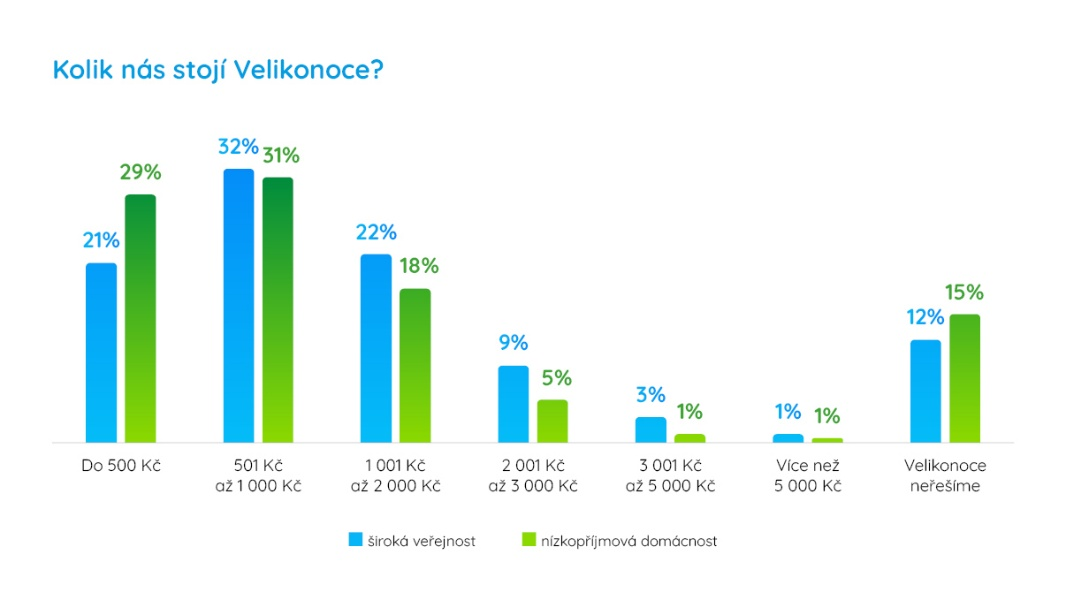 Kolik nás stojí Velikonoce?
21%
29%
32%
31%
22%
18%
9%
5%
3%
1%
1%
1%
12%
15%
Do 500 Kč
501 Kč
až 1 000 Kč
1 001 Kč
až 2 000 Kč
2 001 Kč
až 3 000 Kč
3 001 Kč
až 5 000 Kč
Více než
5 000 Kč
Velikonoce
neřešíme
široká veřejnost
nízkopříjmová domácnost